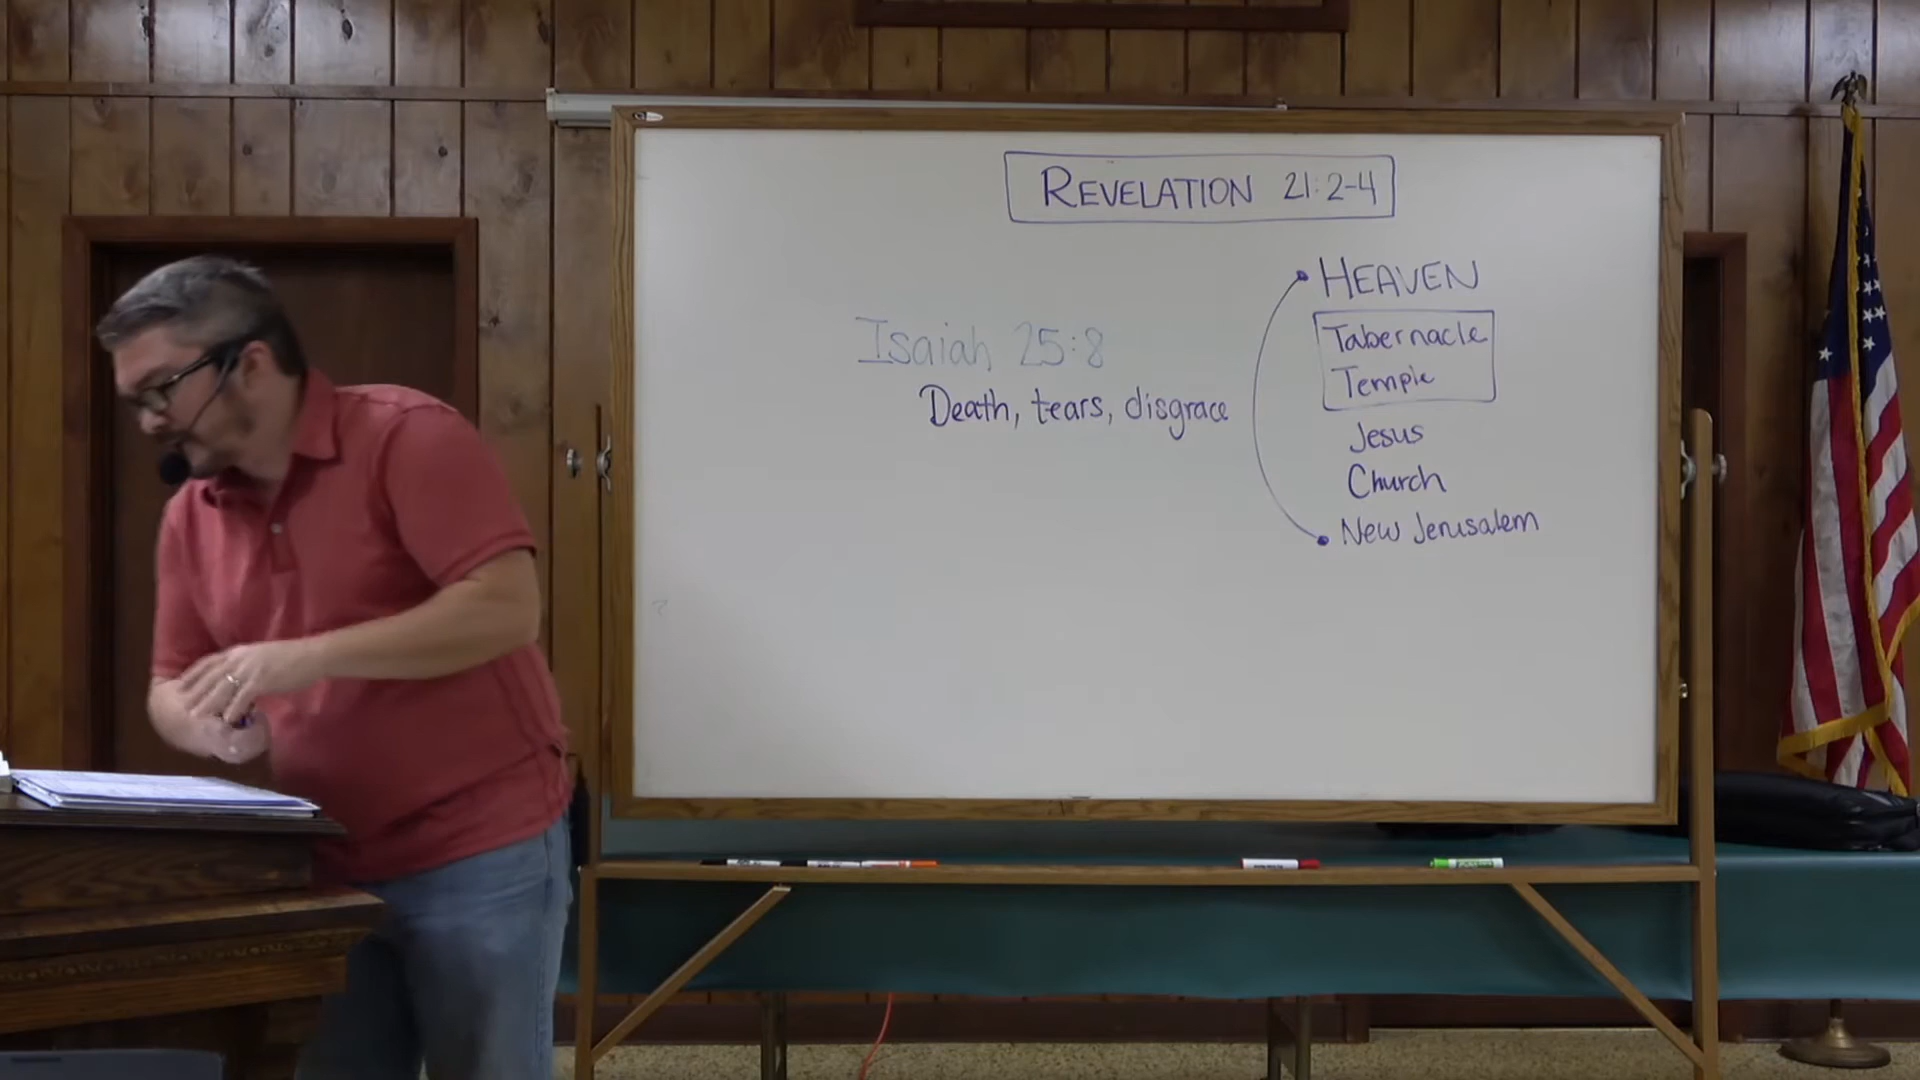 REVELATION 21:2-4
Isaiah 25:8
Death, tears, disgrace
HEAVEN
Tabernacle
Temple
Jesus
Church
New Jerusalem